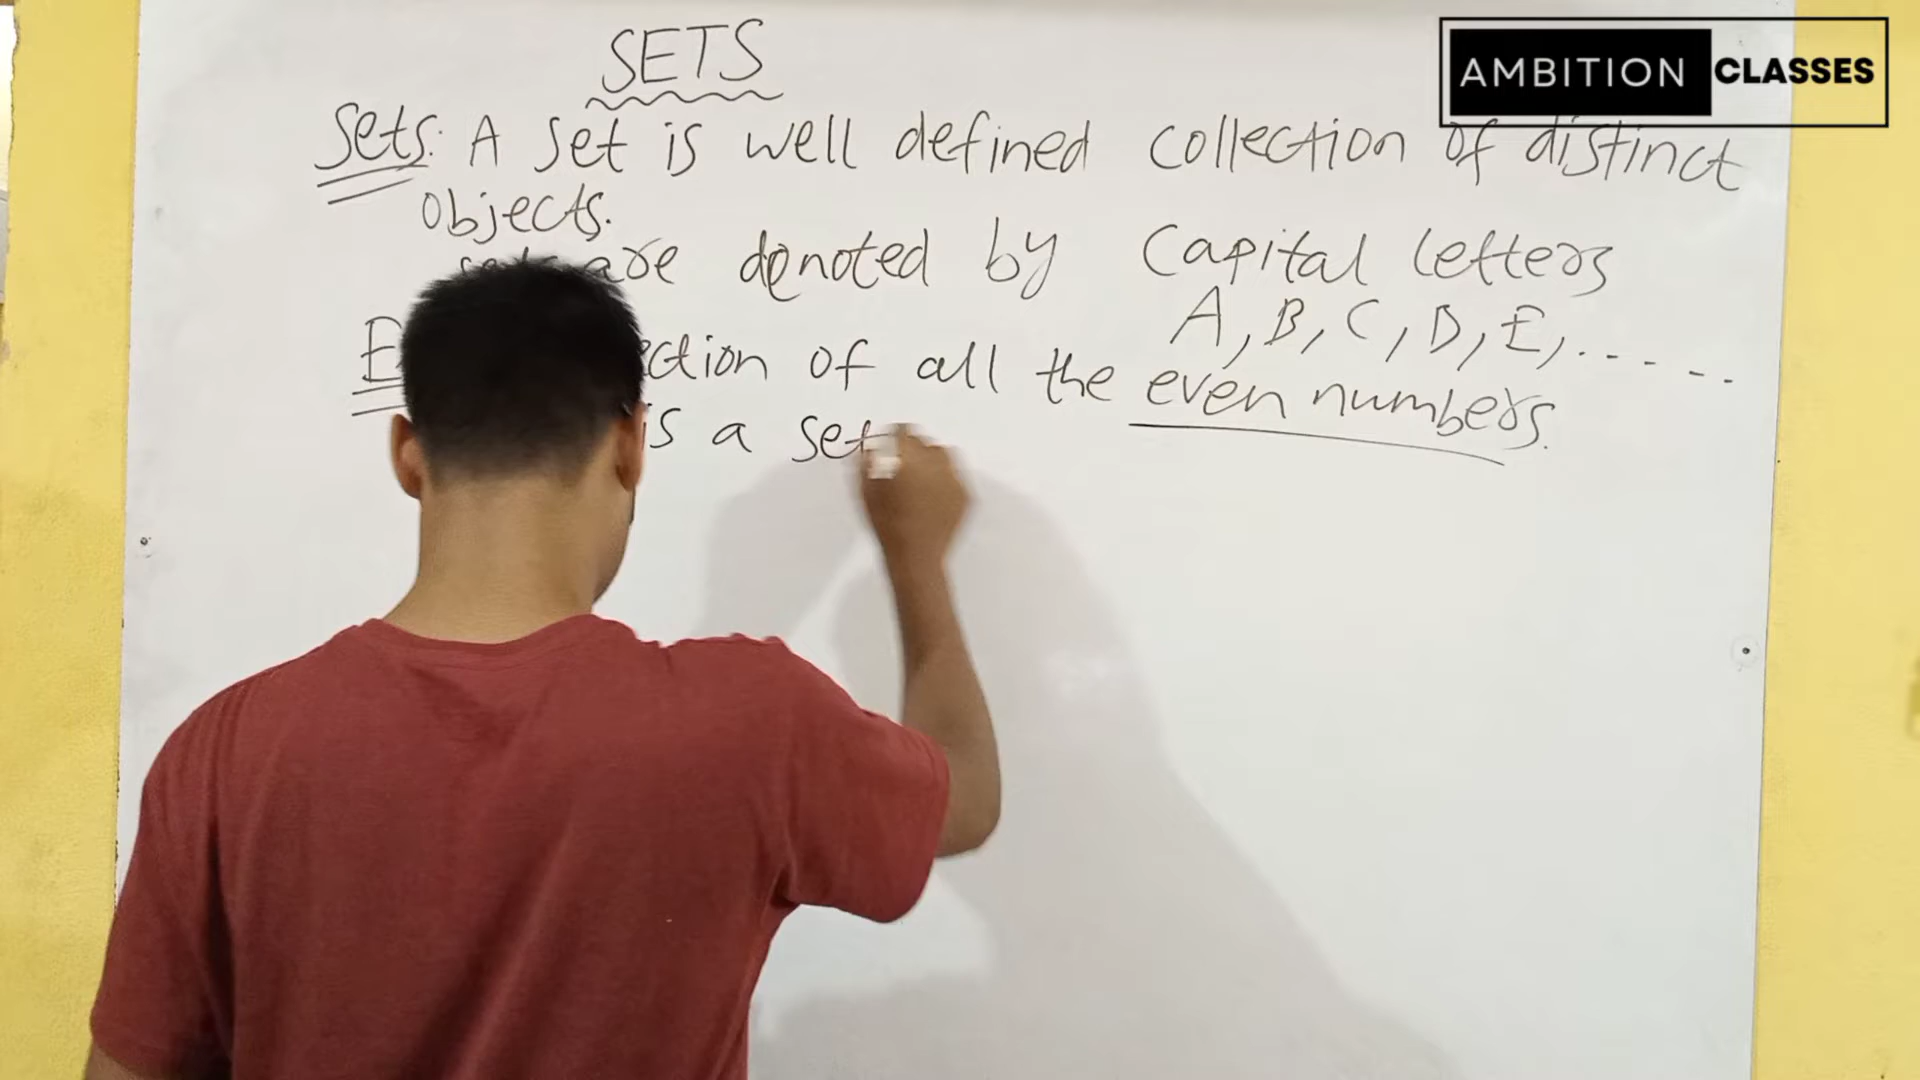 SETS
AMBITION CLASSES
Sets: A set is well defined collection of distinct
objects.
are denoted by Capital letters
A, B, C, D, E, . - - - - .
of all the even numbers.
is a set